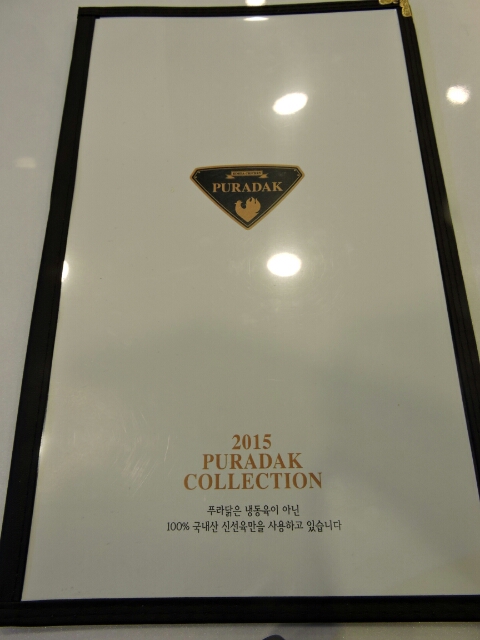 PURADAK
2015
PURADAK
COLLECTION
푸라닭은 냉동육이 아닌
100% 국내산 신선육만을 사용하고 있습니다